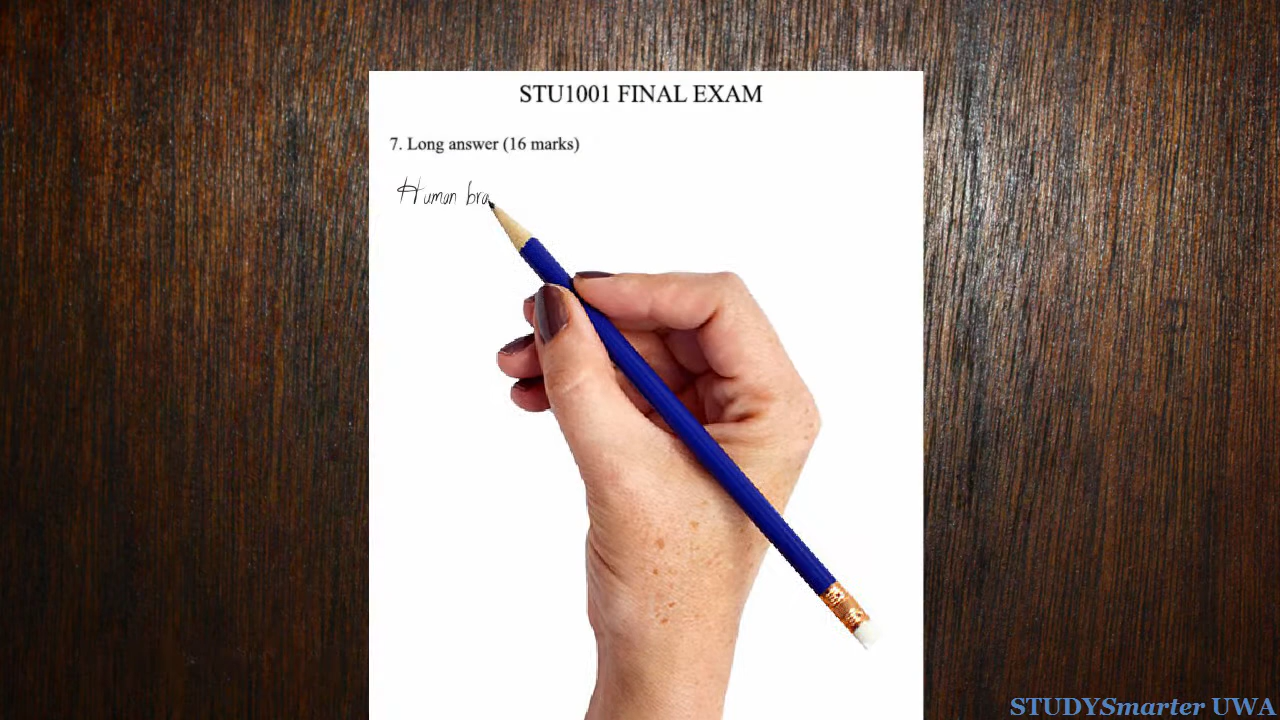 STU1001 FINAL EXAM
7. Long answer (16 marks)
Human bra
STUDYSmarter UWA